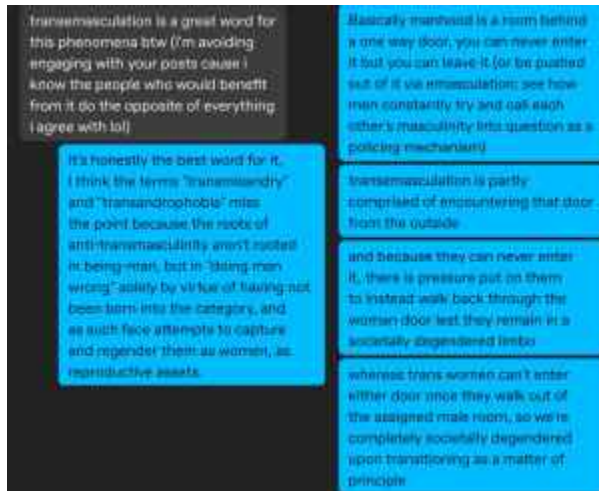 transemasculation is a great word for
this phenomena btw (i'm avoiding
engaging with your posts cause i
know the people who would benefit
from it do the opposite of everything
i agree with lol)
it's honestly the best word for it.
I think the terms "transmisandry"
and "transandrophobia" miss
the point because the roots of
anti-transmasculinity aren't rooted
in being-man, but in "doing man
wrong" solely by virtue of having not
been born into the category, and
as such face attempts to capture
and regender them as women, as
reproductive assets.
Basically manhood is a room behind
a one way door, you can never enter
it but you can leave it (or be pushed
out of it via emasculation; see how
men constantly try and call each
other's masculinity into question as a
policing mechanism)
transemasculation is partly
comprised of encountering that door
from the outside
and because they can never enter
it, there is pressure put on them
to instead walk back through the
woman door lest they remain in a
societally degendered limbo
whereas trans women can't enter
either door once they walk out of
the assigned male room, so we're
completely societally degendered
upon transitioning as a matter of
principle